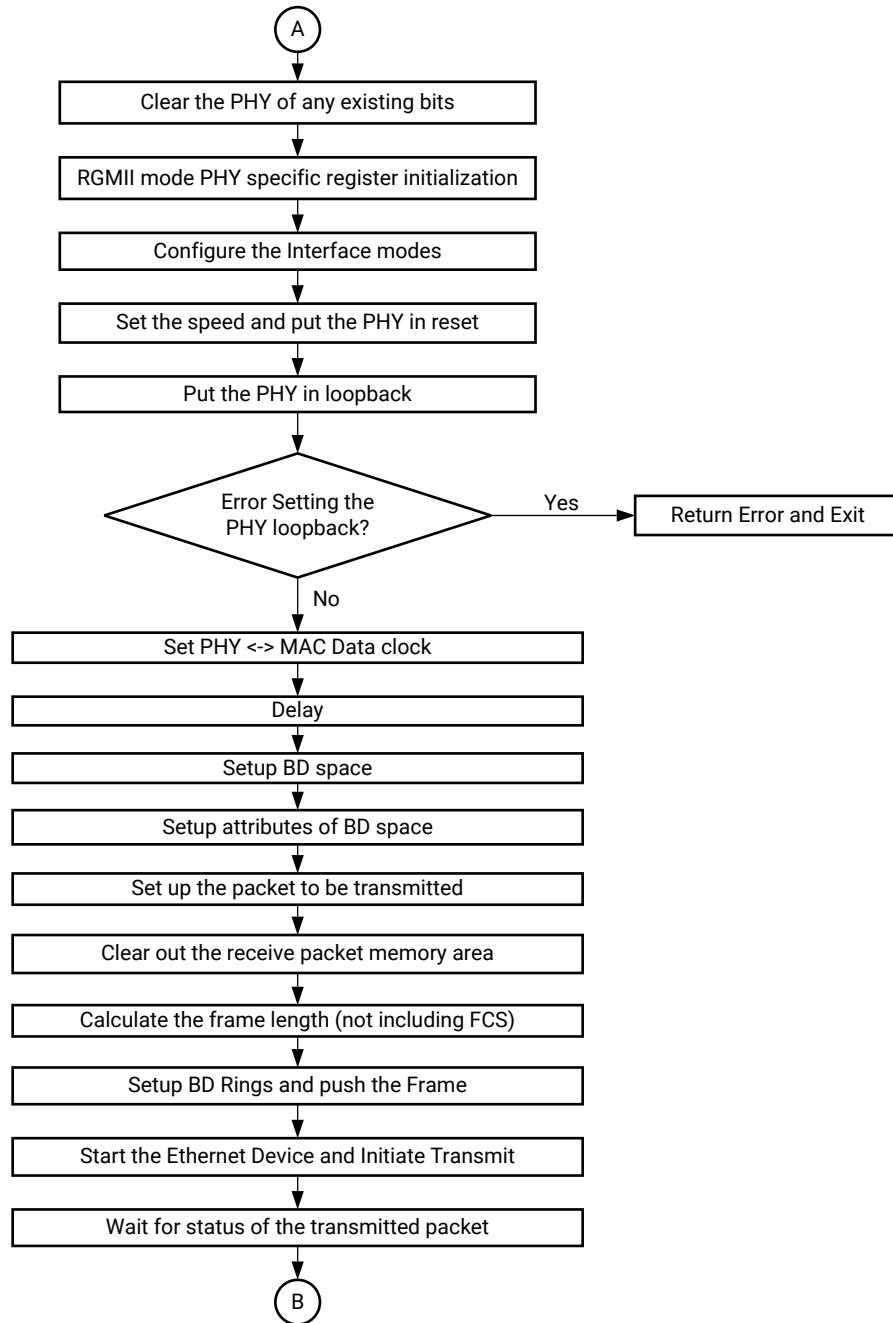 A
Clear the PHY of any existing bits
RGMII mode PHY specific register initialization
Configure the Interface modes
Set the speed and put the PHY in reset
Put the PHY in loopback
Error Setting the
PHY loopback?
Yes
Return Error and Exit
No
Set PHY <-> MAC Data clock
Delay
Setup BD space
Setup attributes of BD space
Set up the packet to be transmitted
Clear out the receive packet memory area
Calculate the frame length (not including FCS)
Setup BD Rings and push the Frame
Start the Ethernet Device and Initiate Transmit
Wait for status of the transmitted packet
B